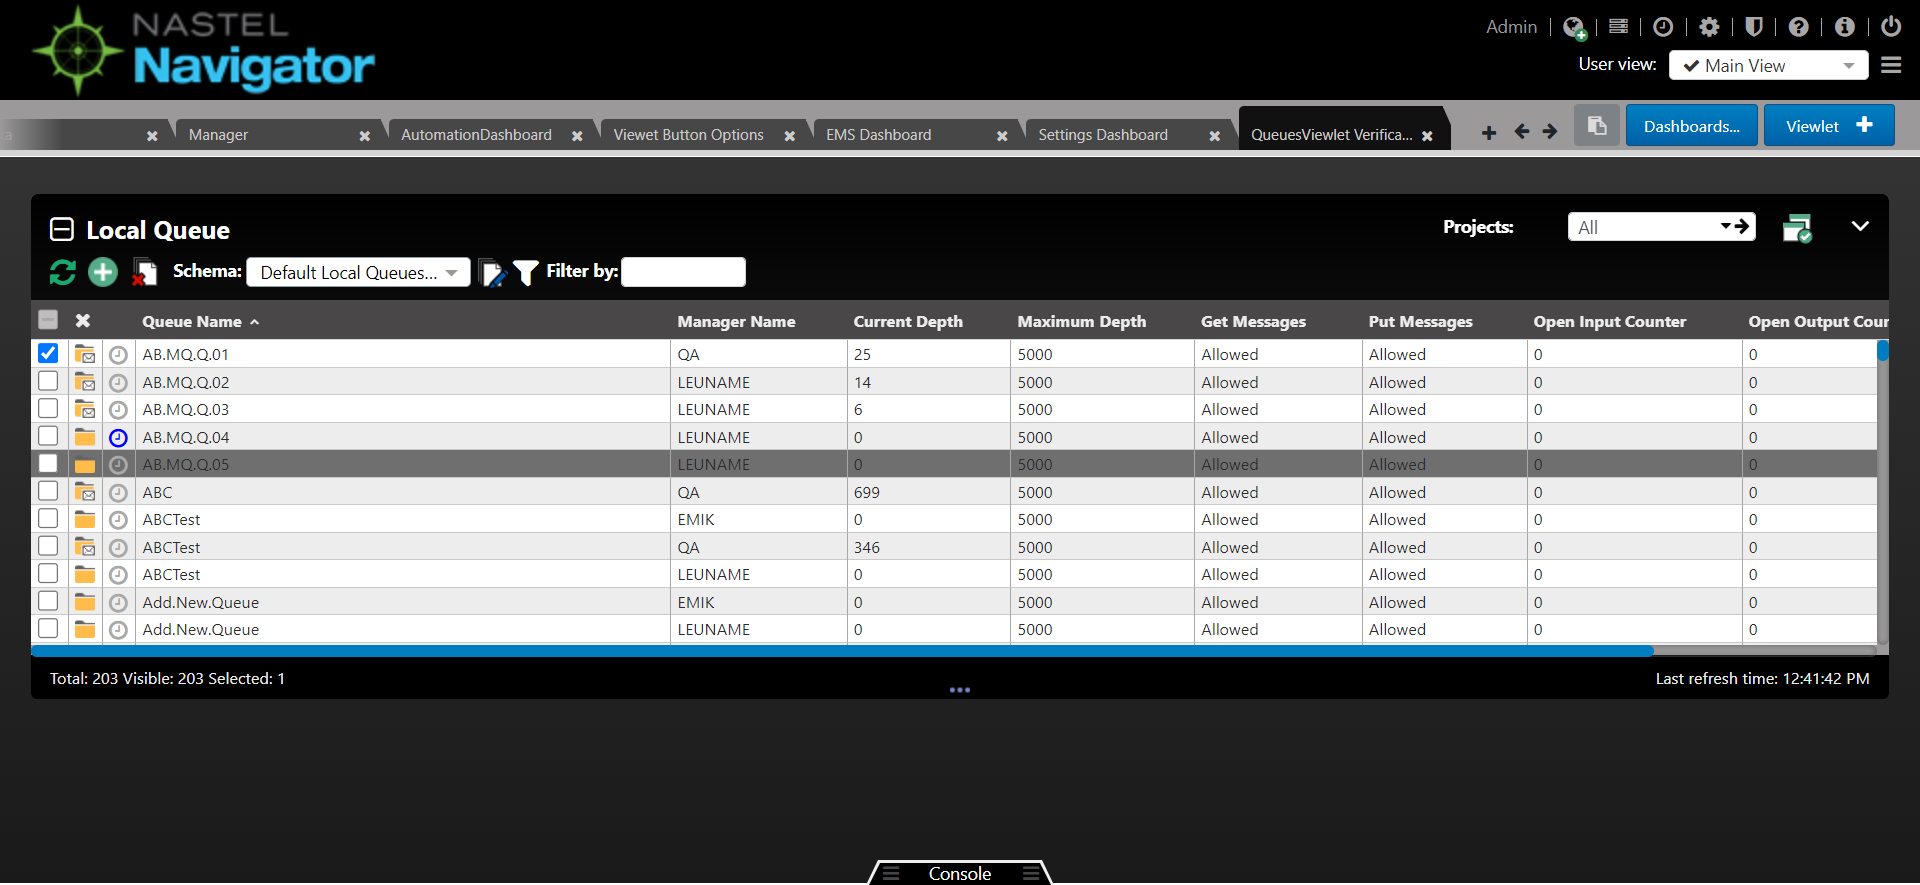 NASTEL
Navigator
Admin
User view: Main View
a
Manager
AutomationDashboard
Viewet Button Options
EMS Dashboard
Settings Dashboard
QueuesViewlet Verifica...
Dashboards...
Viewlet
Local Queue
Projects: All
Schema: Default Local Queues... Filter by:
Queue Name Manager Name Current Depth Maximum Depth Get Messages Put Messages Open Input Counter Open Output Coun
AB.MQ.Q.01 QA 25 5000 Allowed Allowed 0 0
AB.MQ.Q.02 LEUNAME 14 5000 Allowed Allowed 0 0
AB.MQ.Q.03 LEUNAME 6 5000 Allowed Allowed 0 0
AB.MQ.Q.04 LEUNAME 0 5000 Allowed Allowed 0 0
AB.MQ.Q.05 LEUNAME 0 5000 Allowed Allowed 0 0
ABC QA 699 5000 Allowed Allowed 0 0
ABCTest EMIK 0 5000 Allowed Allowed 0 0
ABCTest QA 346 5000 Allowed Allowed 0 0
ABCTest LEUNAME 0 5000 Allowed Allowed 0 0
Add.New.Queue EMIK 0 5000 Allowed Allowed 0 0
Add.New.Queue LEUNAME 0 5000 Allowed Allowed 0 0
Total: 203 Visible: 203 Selected: 1
Last refresh time: 12:41:42 PM
Console